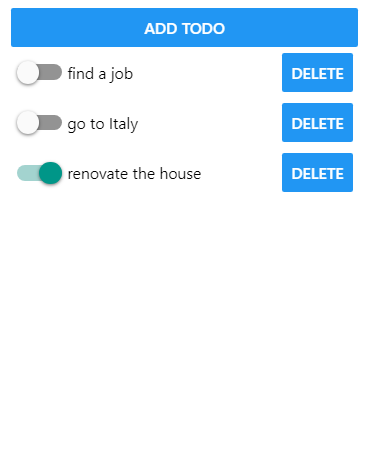 ADD TODO
find a job DELETE
go to Italy DELETE
renovate the house DELETE